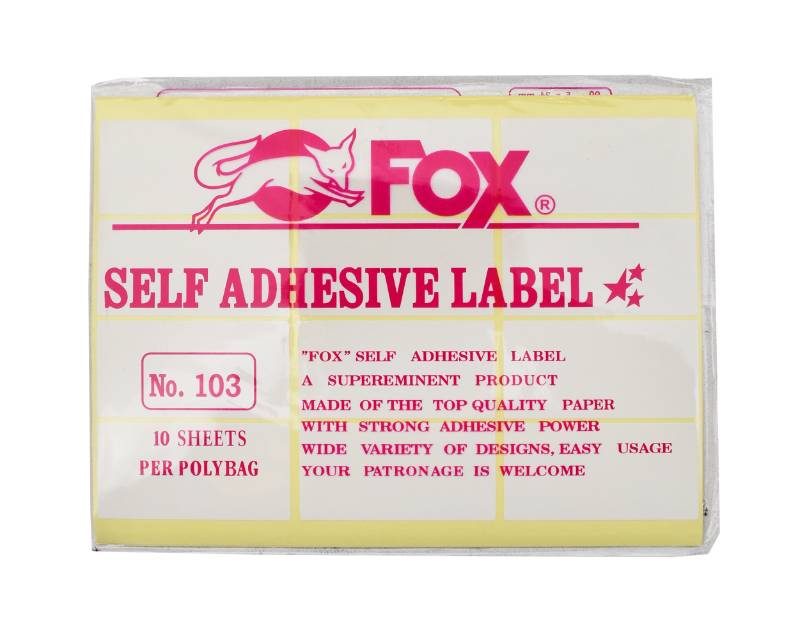 FOX®
SELF ADHESIVE LABEL
No. 103
10 SHEETS
PER POLYBAG
"FOX" SELF ADHESIVE LABEL
A SUPEREMINENT PRODUCT
MADE OF THE TOP QUALITY PAPER
WITH STRONG ADHESIVE POWER
WIDE VARIETY OF DESIGNS, EASY USAGE
YOUR PATRONAGE IS WELCOME